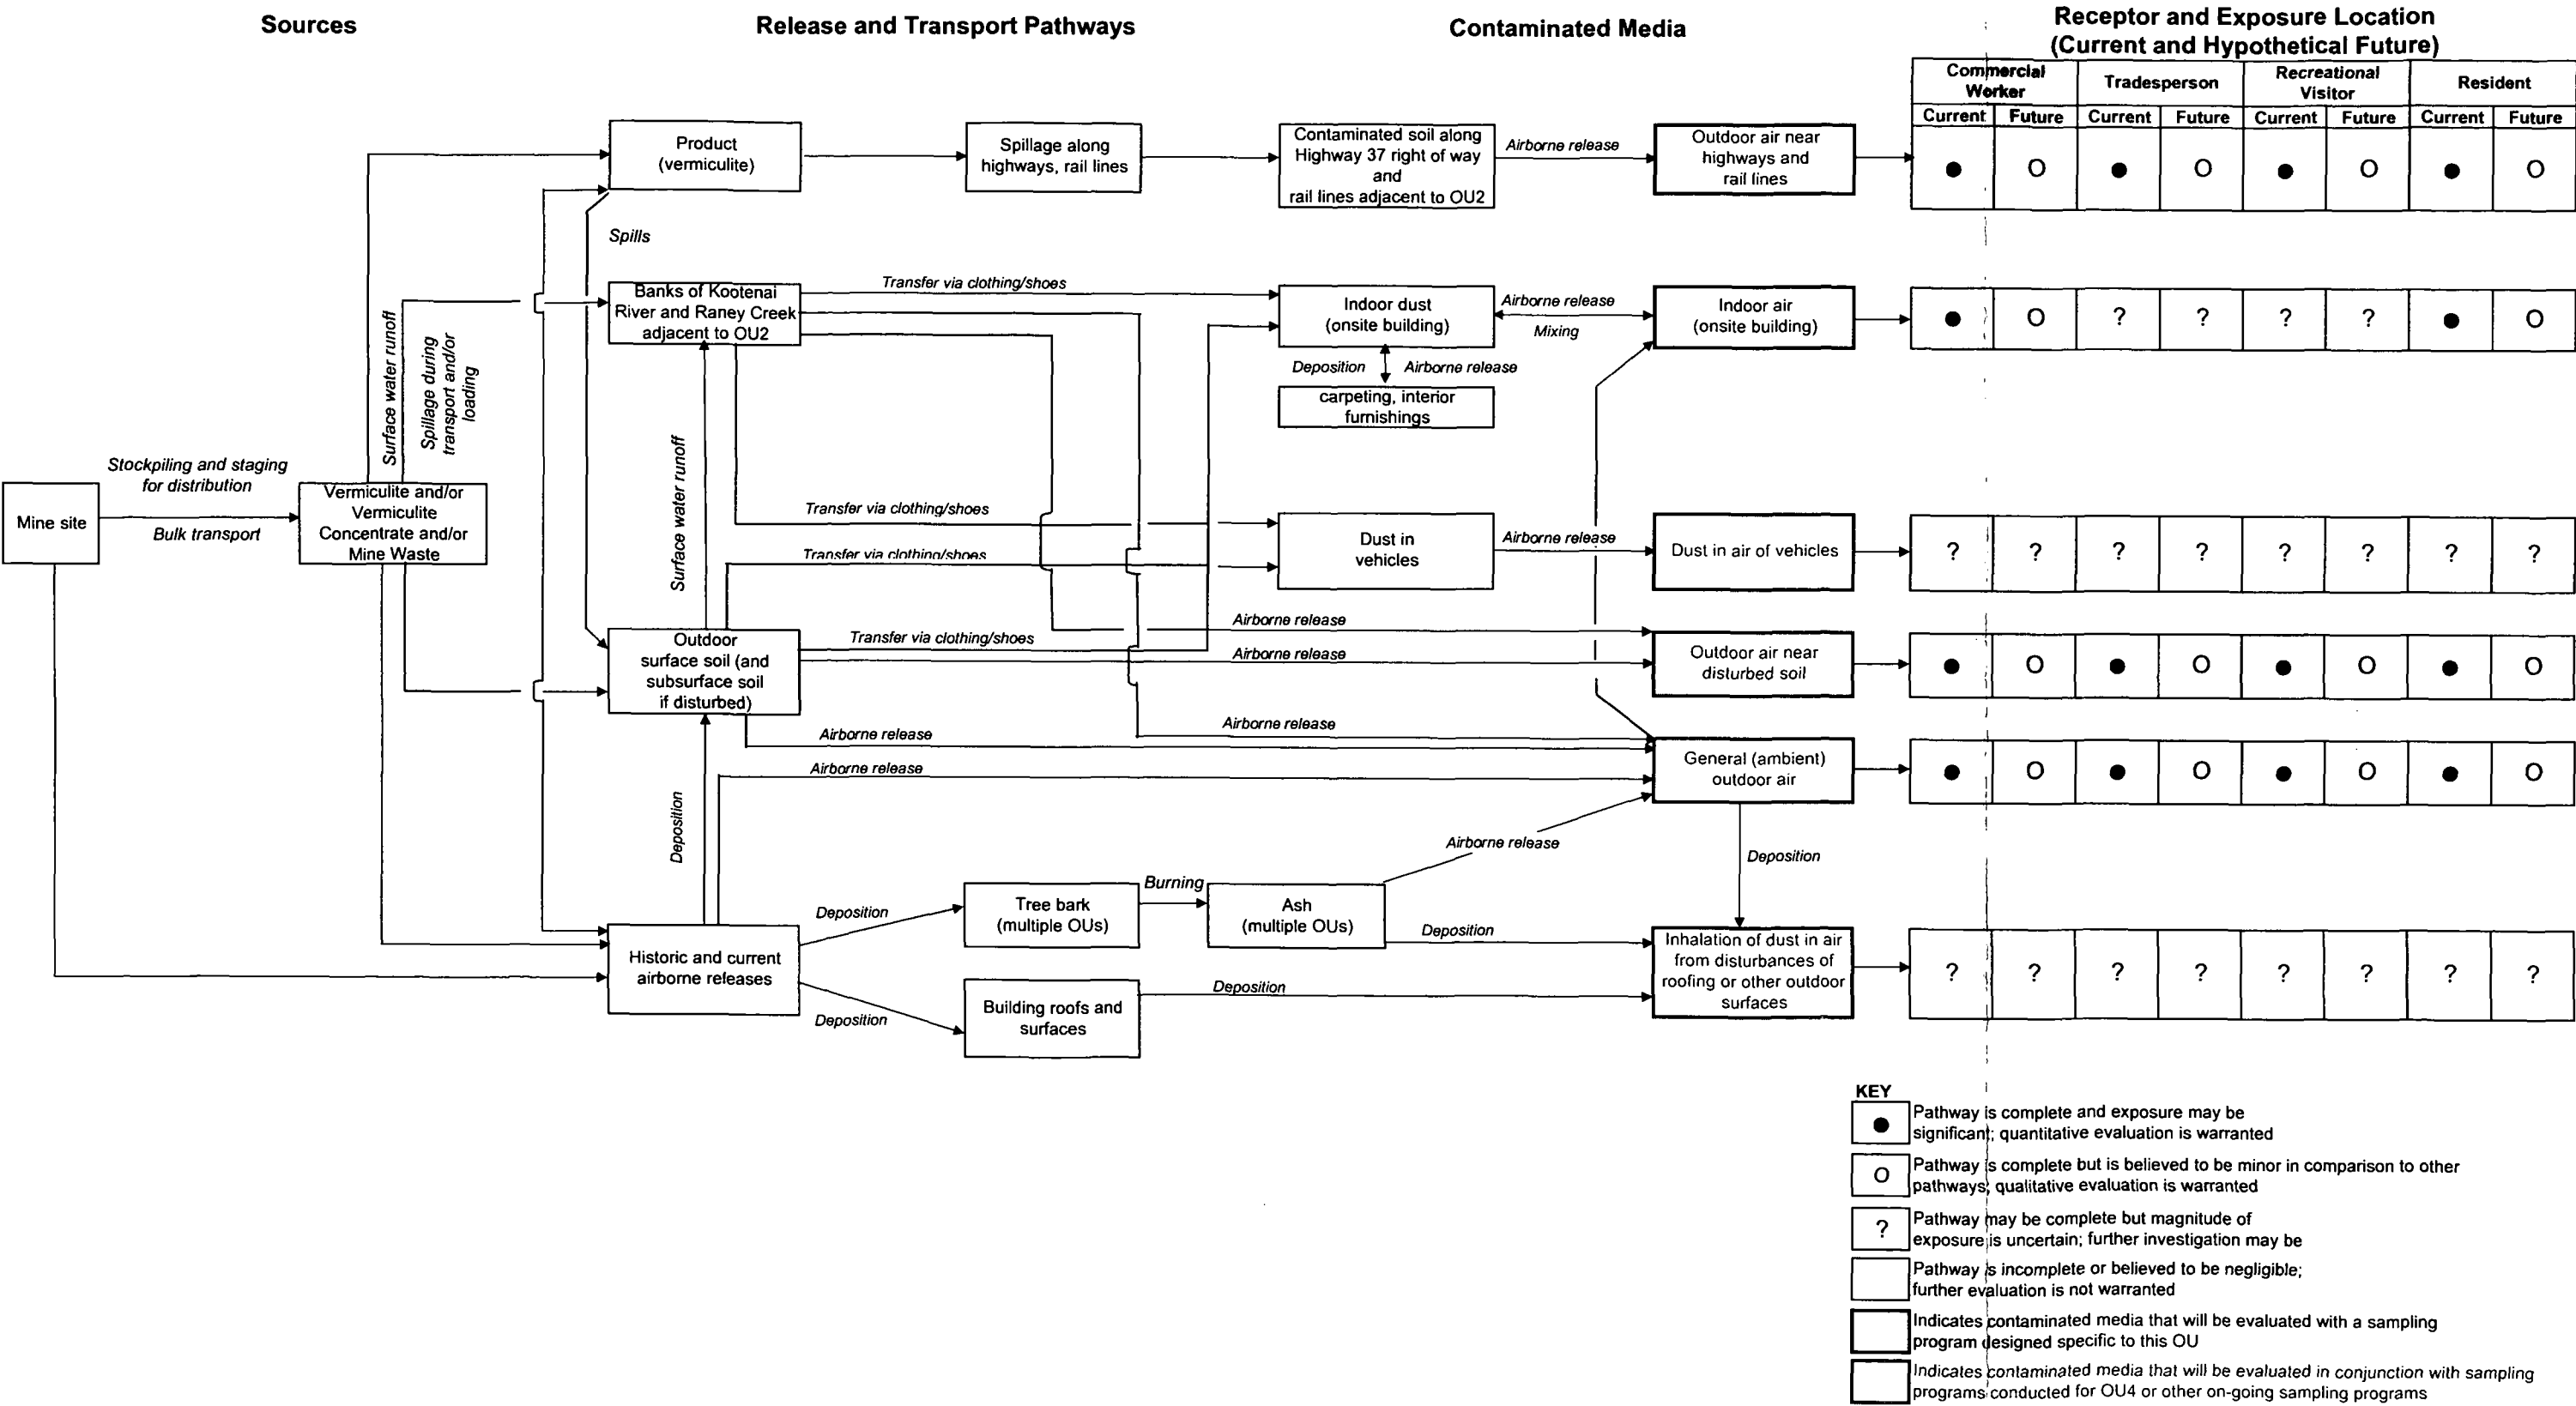 Sources
Release and Transport Pathways
Contaminated Media
Receptor and Exposure Location
(Current and Hypothetical Future)
Commercial
Worker
Tradesperson
Recreational
Visitor
Resident
Current
Future
Current
Future
Current
Future
Current
Future
Product
(vermiculite)
Spillage along
highways, rail lines
Contaminated soil along
Highway 37 right of way
and
rail lines adjacent to OU2
Airborne release
Outdoor air near
highways and
rail lines
●
O
●
O
●
O
●
O
Spills
Banks of Kootenai
River and Raney Creek
adjacent to OU2
Transfer via clothing/shoes
Indoor dust
(onsite building)
Airborne release
Mixing
Indoor air
(onsite building)
●
O
?
?
?
?
●
O
Deposition
Airborne release
carpeting, interior
furnishings
Surface water runoff
Spillage during
transport and/or
loading
Surface water runoff
Mine site
Stockpiling and staging
for distribution
Bulk transport
Vermiculite and/or
Vermiculite
Concentrate and/or
Mine Waste
Transfer via clothing/shoes
Transfer via clothing/shoes
Dust in
vehicles
Airborne release
Dust in air of vehicles
?
?
?
?
?
?
?
?
Outdoor
surface soil (and
subsurface soil
if disturbed)
Transfer via clothing/shoes
Airborne release
Airborne release
Outdoor air near
disturbed soil
●
O
●
O
●
O
●
O
Airborne release
Airborne release
Airborne release
General (ambient)
outdoor air
●
O
●
O
●
O
●
O
Deposition
Airborne release
Deposition
Historic and current
airborne releases
Deposition
Tree bark
(multiple OUs)
Burning
Ash
(multiple OUs)
Deposition
Inhalation of dust in air
from disturbances of
roofing or other outdoor
surfaces
?
?
?
?
?
?
?
?
Deposition
Building roofs and
surfaces
Deposition
KEY
●
Pathway is complete and exposure may be
significant; quantitative evaluation is warranted
O
Pathway is complete but is believed to be minor in comparison to other
pathways; qualitative evaluation is warranted
?
Pathway may be complete but magnitude of
exposure is uncertain; further investigation may be
Pathway is incomplete or believed to be negligible;
further evaluation is not warranted
Indicates contaminated media that will be evaluated with a sampling
program designed specific to this OU
Indicates contaminated media that will be evaluated in conjunction with sampling
programs conducted for OU4 or other on-going sampling programs